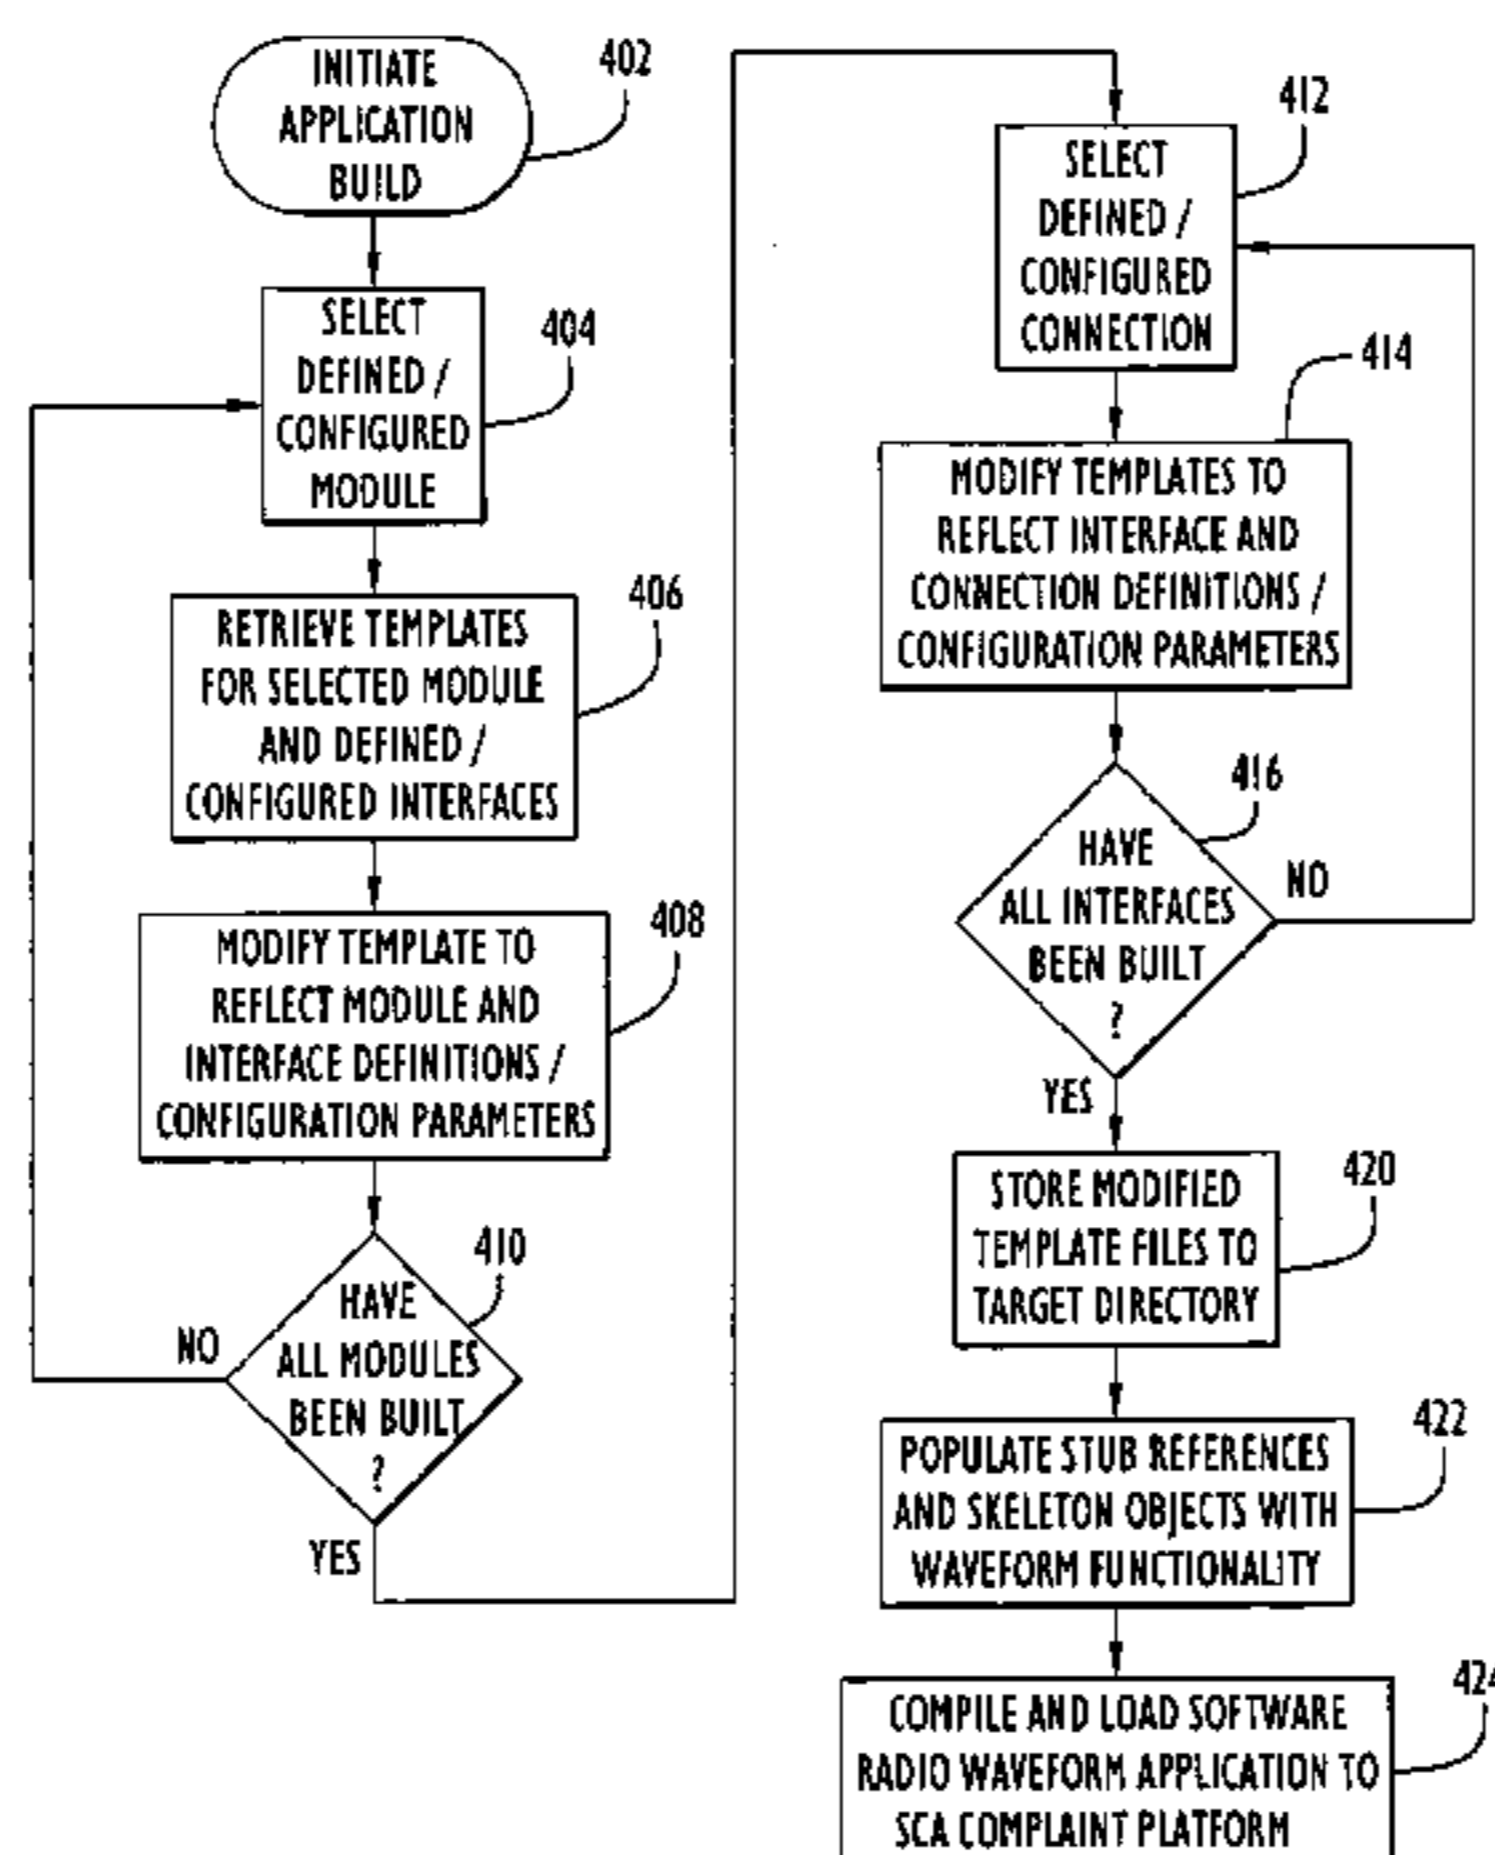 INITIATE
APPLICATION
BUILD
402
SELECT
DEFINED /
CONFIGURED
MODULE
404
RETRIEVE TEMPLATES
FOR SELECTED MODULE
AND DEFINED /
CONFIGURED INTERFACES
406
MODIFY TEMPLATE TO
REFLECT MODULE AND
INTERFACE DEFINITIONS /
CONFIGURATION PARAMETERS
408
HAVE
ALL MODULES
BEEN BUILT
?
410
NO
YES
SELECT
DEFINED /
CONFIGURED
CONNECTION
412
MODIFY TEMPLATES TO
REFLECT INTERFACE AND
CONNECTION DEFINITIONS /
CONFIGURATION PARAMETERS
414
HAVE
ALL INTERFACES
BEEN BUILT
?
416
NO
YES
STORE MODIFIED
TEMPLATE FILES TO
TARGET DIRECTORY
420
POPULATE STUB REFERENCES
AND SKELETON OBJECTS WITH
WAVEFORM FUNCTIONALITY
422
COMPILE AND LOAD SOFTWARE
RADIO WAVEFORM APPLICATION TO
SCA COMPLAINT PLATFORM
424